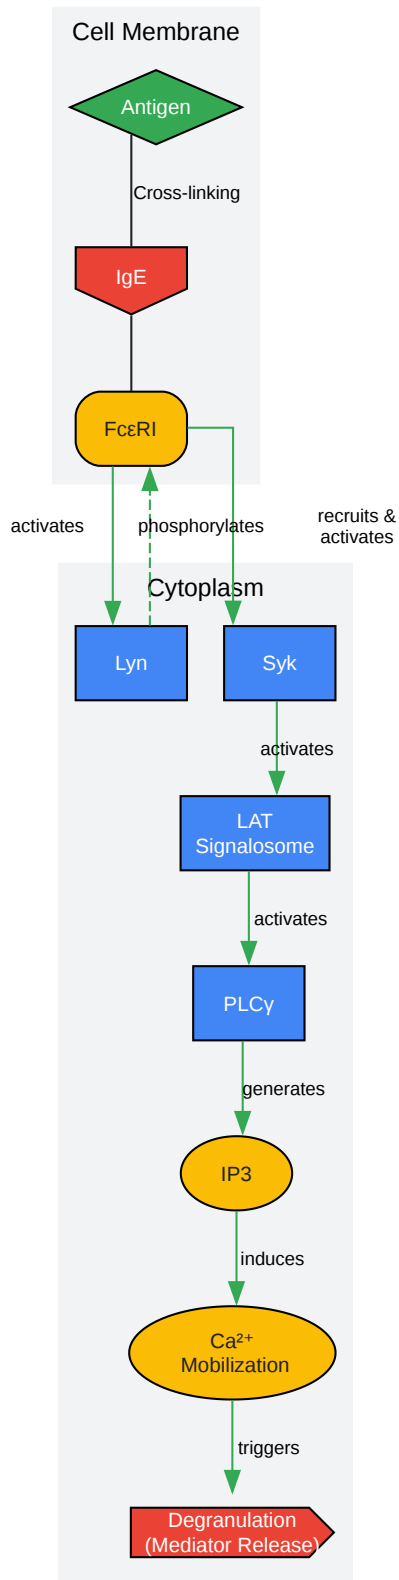 Cell Membrane
Antigen
Cross-linking
IgE
FcεRI
activates
phosphorylates
recruits &
activates
Cytoplasm
Lyn
Syk
activates
LAT
Signalosome
activates
PLCγ
generates
IP3
induces
Ca²⁺
Mobilization
triggers
Degranulation
(Mediator Release)